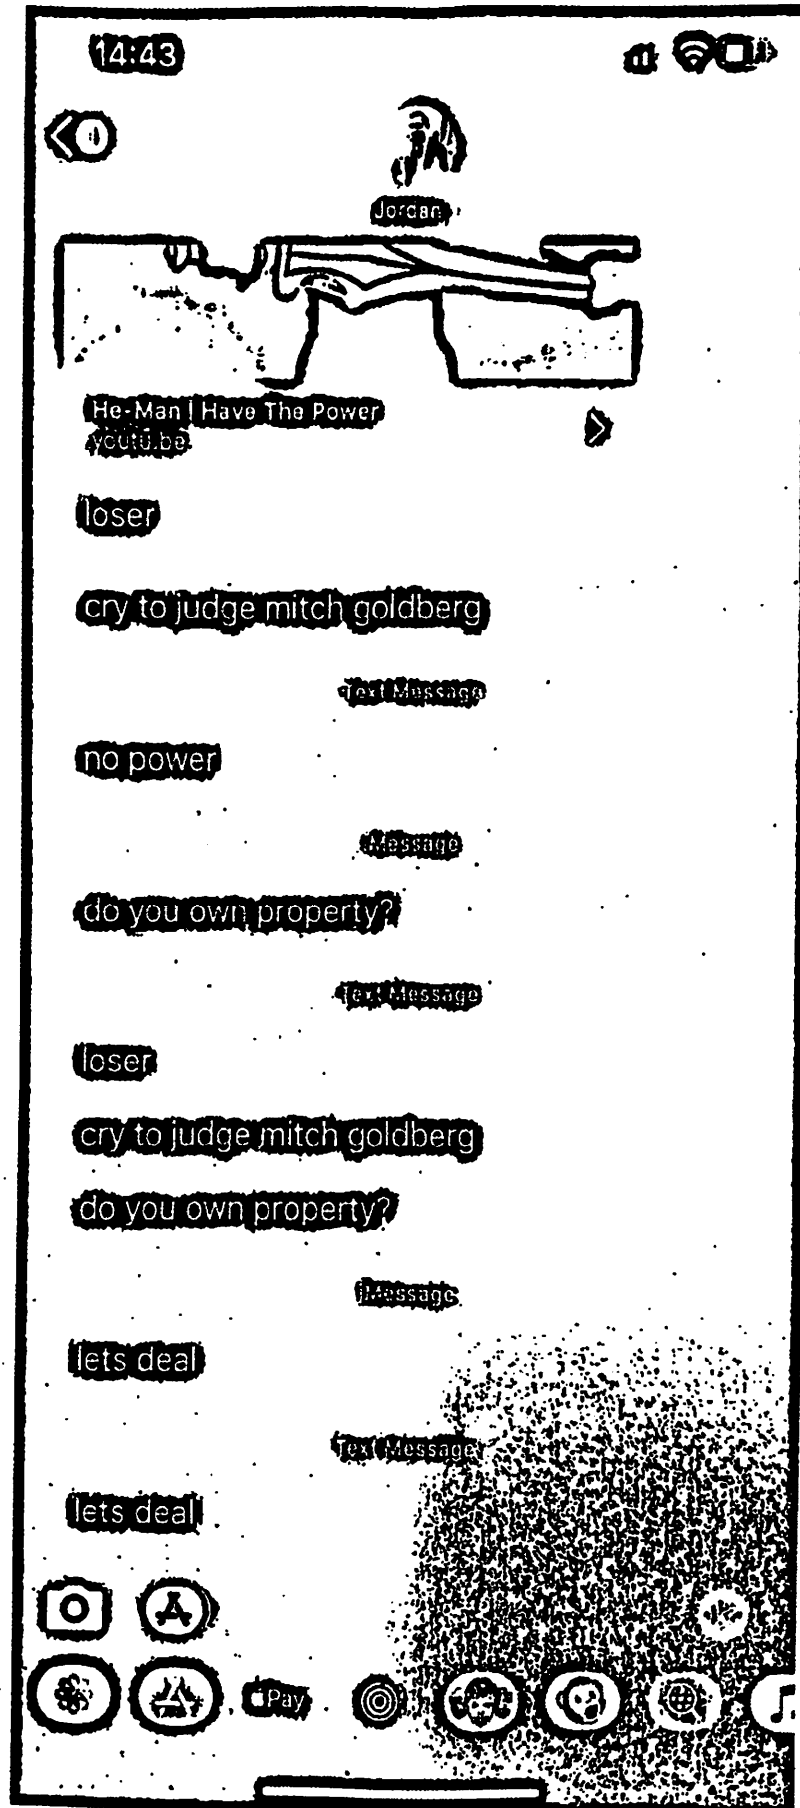 14:43
Jordan
He-Man I Have The Power
youtu.be
loser
cry to judge mitch goldberg
Text Message
no power
iMessage
do you own property?
Text Message
loser
cry to judge mitch goldberg
do you own property?
iMessage
lets deal
Text Message
lets deal
Pay